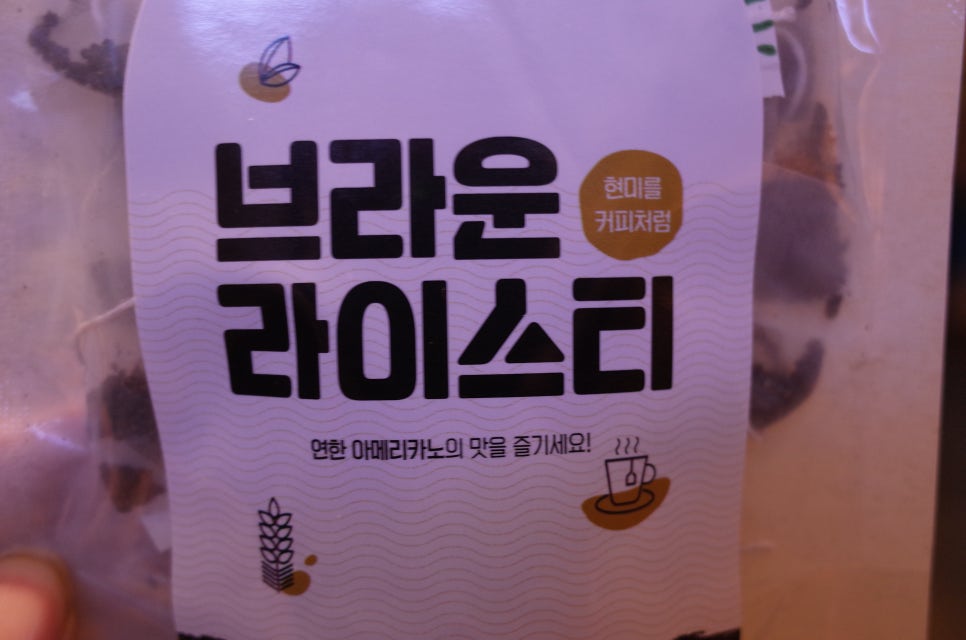 브라운
현미를
커피처럼
라이스티
연한 아메리카노의 맛을 즐기세요!